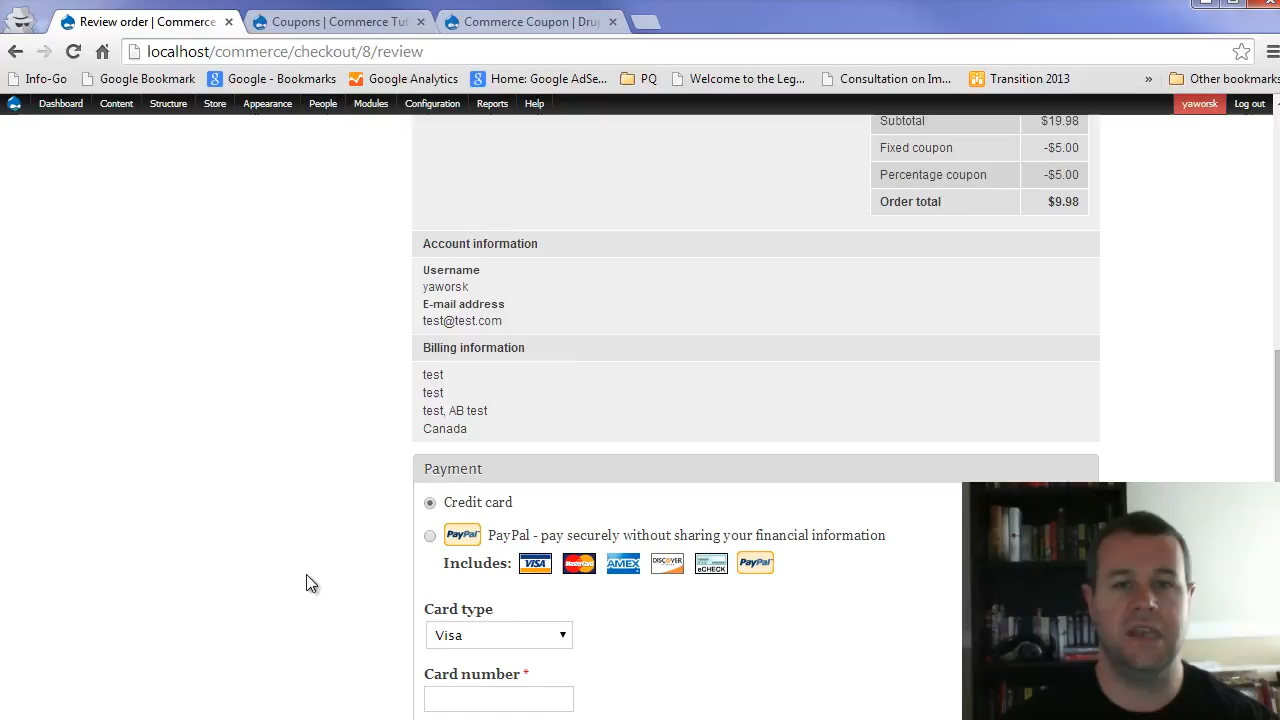 Review order | Commerce
Coupons | Commerce Tut
Commerce Coupon | Dru
localhost/commerce/checkout/8/review
Info-Go
Google Bookmark
Google - Bookmarks
Google Analytics
Home: Google AdSe...
PQ
Welcome to the Leg...
Consultation on Im...
Transition 2013
»
Other bookmarks
Dashboard
Content
Structure
Store
Appearance
People
Modules
Configuration
Reports
Help
yaworsk
Log out
Subtotal $19.98
Fixed coupon -$5.00
Percentage coupon -$5.00
Order total $9.98
Account information
Username
yaworsk
E-mail address
test@test.com
Billing information
test
test
test, AB test
Canada
Payment
Credit card
PayPal PayPal - pay securely without sharing your financial information
Includes: VISA MasterCard AMEX DISCOVER eCHECK PayPal
Card type
Visa
Card number *